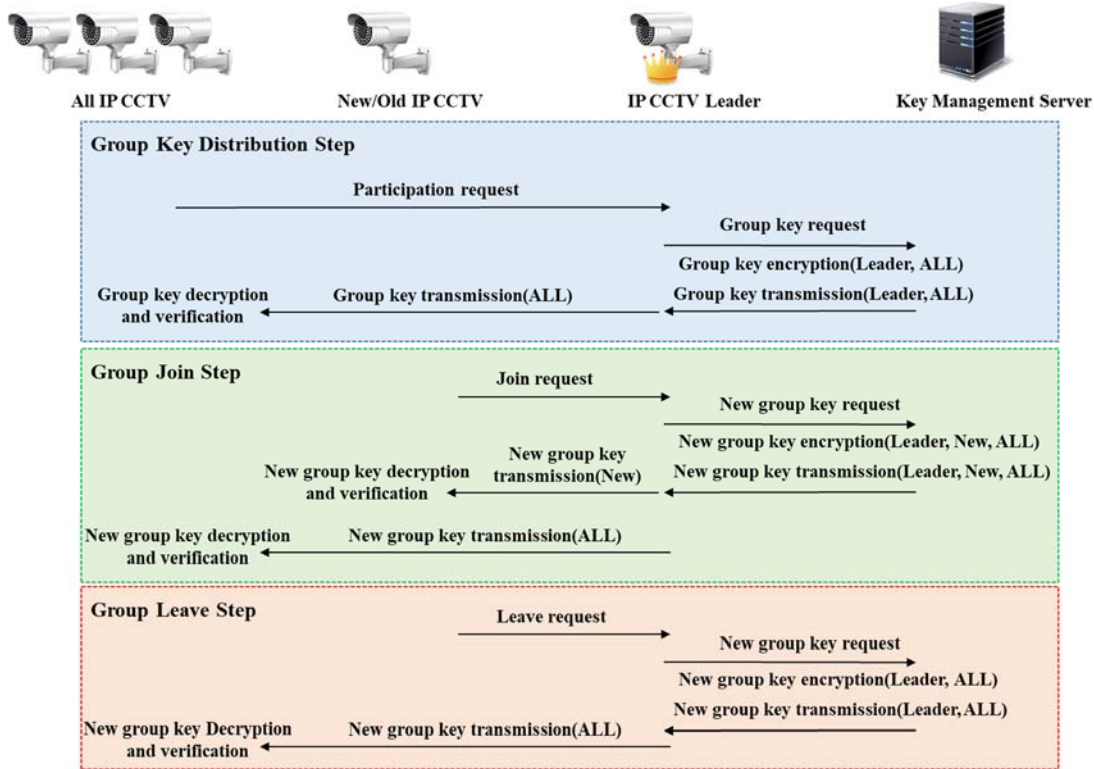 All IP CCTV
New/Old IP CCTV
IP CCTV Leader
Key Management Server
Group Key Distribution Step
Participation request
Group key request
Group key encryption(Leader, ALL)
Group key decryption
and verification
Group key transmission(ALL)
Group key transmission(Leader, ALL)
Group Join Step
Join request
New group key request
New group key encryption(Leader, New, ALL)
New group key decryption
and verification
New group key
transmission(New)
New group key transmission(Leader, New, ALL)
New group key decryption
and verification
New group key transmission(ALL)
Group Leave Step
Leave request
New group key request
New group key encryption(Leader, ALL)
New group key transmission(Leader, ALL)
New group key Decryption
and verification
New group key transmission(ALL)